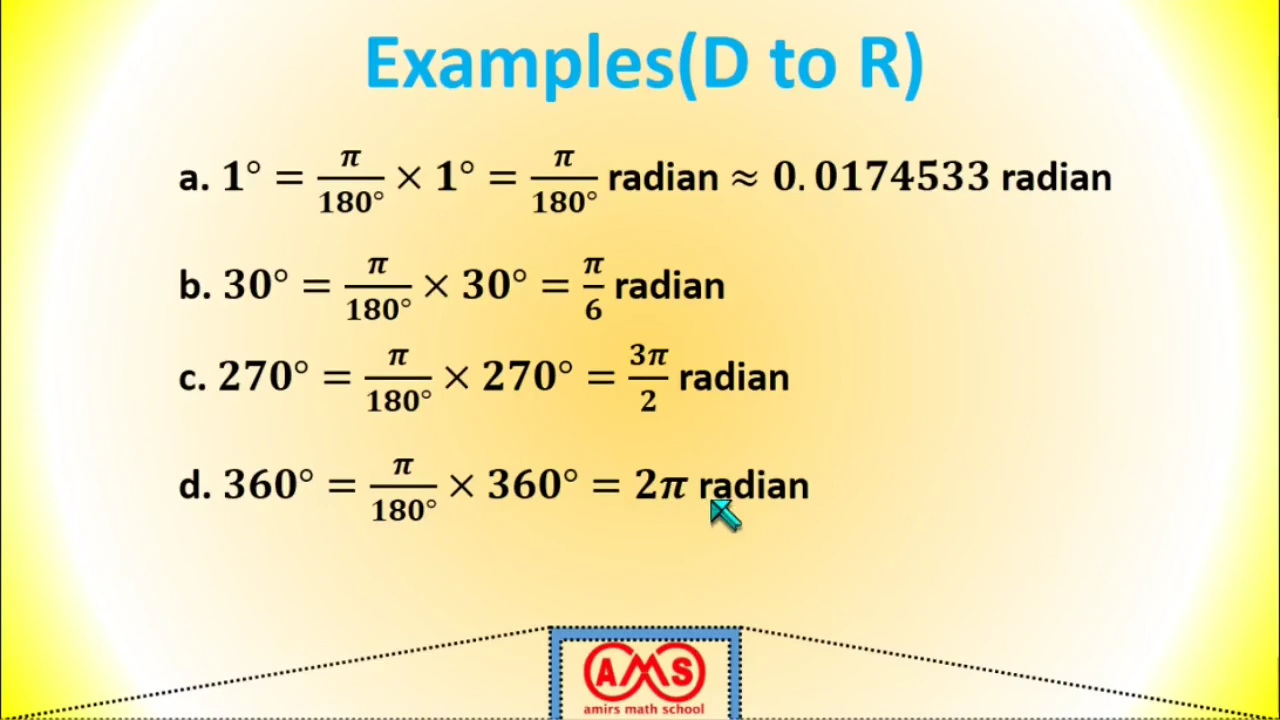 Examples(D to R)
a. 1° = π/180° × 1° = π/180° radian ≈ 0.0174533 radian
b. 30° = π/180° × 30° = π/6 radian
c. 270° = π/180° × 270° = 3π/2 radian
d. 360° = π/180° × 360° = 2π radian
AMS
amirs math school